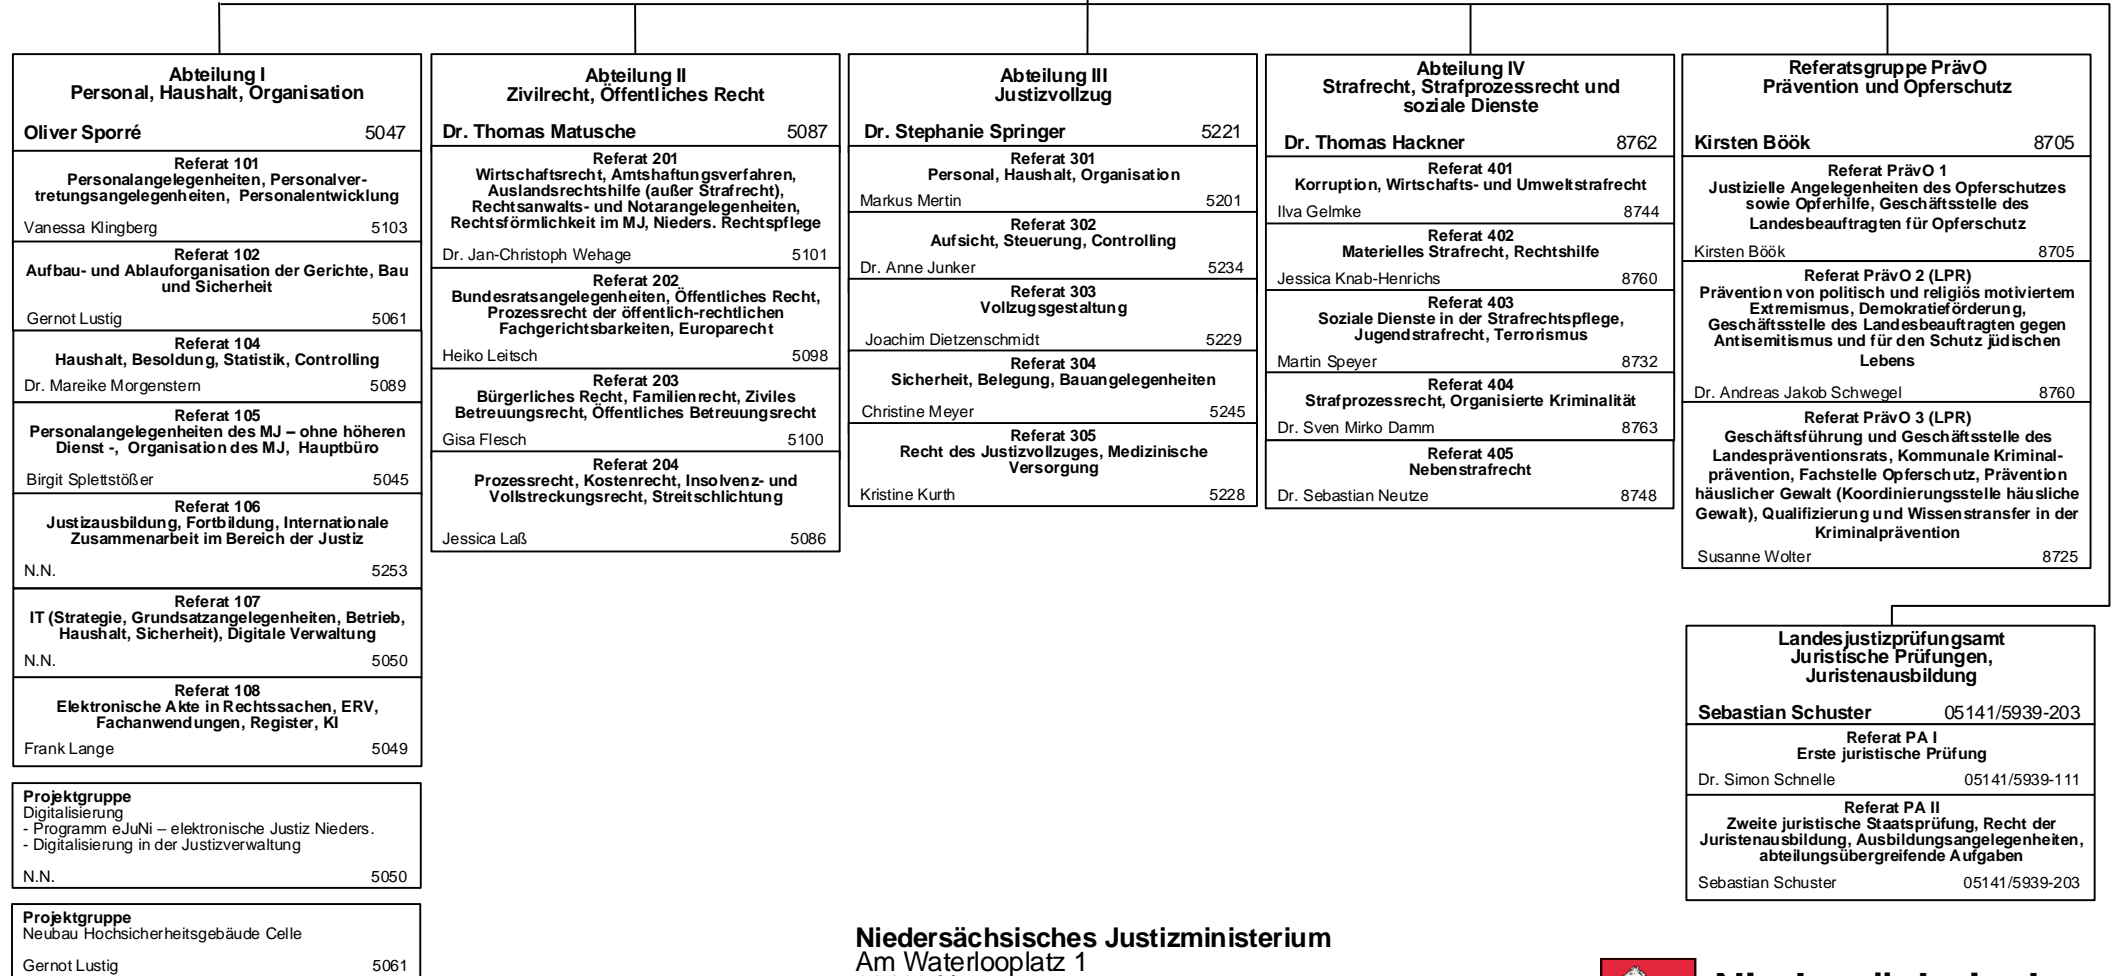 Abteilung I
Personal, Haushalt, Organisation
Oliver Sporré 5047
Referat 101
Personalangelegenheiten, Personalver-
tretungsangelegenheiten, Personalentwicklung
Vanessa Klingberg 5103
Referat 102
Aufbau- und Ablauforganisation der Gerichte, Bau
und Sicherheit
Gernot Lustig 5061
Referat 104
Haushalt, Besoldung, Statistik, Controlling
Dr. Mareike Morgenstern 5089
Referat 105
Personalangelegenheiten des MJ – ohne höheren
Dienst -, Organisation des MJ, Hauptbüro
Birgit Splettstößer 5045
Referat 106
Justizausbildung, Fortbildung, Internationale
Zusammenarbeit im Bereich der Justiz
N.N. 5253
Referat 107
IT (Strategie, Grundsatzangelegenheiten, Betrieb,
Haushalt, Sicherheit), Digitale Verwaltung
N.N. 5050
Referat 108
Elektronische Akte in Rechtssachen, ERV,
Fachanwendungen, Register, KI
Frank Lange 5049
Projektgruppe
Digitalisierung
- Programm eJuNi – elektronische Justiz Nieders.
- Digitalisierung in der Justizverwaltung
N.N. 5050
Projektgruppe
Neubau Hochsicherheitsgebäude Celle
Gernot Lustig 5061
Abteilung II
Zivilrecht, Öffentliches Recht
Dr. Thomas Matusche 5087
Referat 201
Wirtschaftsrecht, Amtshaftungsverfahren,
Auslandsrechtshilfe (außer Strafrecht),
Rechtsanwalts- und Notarangelegenheiten,
Rechtsförmlichkeit im MJ, Nieders. Rechtspflege
Dr. Jan-Christoph Wehage 5101
Referat 202
Bundesratsangelegenheiten, Öffentliches Recht,
Prozessrecht der öffentlich-rechtlichen
Fachgerichtsbarkeiten, Europarecht
Heiko Leitsch 5098
Referat 203
Bürgerliches Recht, Familienrecht, Ziviles
Betreuungsrecht, Öffentliches Betreuungsrecht
Gisa Flesch 5100
Referat 204
Prozessrecht, Kostenrecht, Insolvenz- und
Vollstreckungsrecht, Streitschlichtung
Jessica Laß 5086
Abteilung III
Justizvollzug
Dr. Stephanie Springer 5221
Referat 301
Personal, Haushalt, Organisation
Markus Mertin 5201
Referat 302
Aufsicht, Steuerung, Controlling
Dr. Anne Junker 5234
Referat 303
Vollzugsgestaltung
Joachim Dietzenschmidt 5229
Referat 304
Sicherheit, Belegung, Bauangelegenheiten
Christine Meyer 5245
Referat 305
Recht des Justizvollzuges, Medizinische
Versorgung
Kristine Kurth 5228
Abteilung IV
Strafrecht, Strafprozessrecht und
soziale Dienste
Dr. Thomas Hackner 8762
Referat 401
Korruption, Wirtschafts- und Umweltstrafrecht
Ilva Gelmke 8744
Referat 402
Materielles Strafrecht, Rechtshilfe
Jessica Knab-Henrichs 8760
Referat 403
Soziale Dienste in der Strafrechtspflege,
Jugendstrafrecht, Terrorismus
Martin Speyer 8732
Referat 404
Strafprozessrecht, Organisierte Kriminalität
Dr. Sven Mirko Damm 8763
Referat 405
Nebenstrafrecht
Dr. Sebastian Neutze 8748
Referatsgruppe PrävO
Prävention und Opferschutz
Kirsten Böök 8705
Referat PrävO 1
Justizielle Angelegenheiten des Opferschutzes
sowie Opferhilfe, Geschäftsstelle des
Landesbeauftragten für Opferschutz
Kirsten Böök 8705
Referat PrävO 2 (LPR)
Prävention von politisch und religiös motiviertem
Extremismus, Demokratieförderung,
Geschäftsstelle des Landesbeauftragten gegen
Antisemitismus und für den Schutz jüdischen
Lebens
Dr. Andreas Jakob Schwegel 8760
Referat PrävO 3 (LPR)
Geschäftsführung und Geschäftsstelle des
Landespräventionsrats, Kommunale Kriminal-
prävention, Fachstelle Opferschutz, Prävention
häuslicher Gewalt (Koordinierungsstelle häusliche
Gewalt), Qualifizierung und Wissenstransfer in der
Kriminalprävention
Susanne Wolter 8725
Landesjustizprüfungsamt
Juristische Prüfungen,
Juristenausbildung
Sebastian Schuster 05141/5939-203
Referat PA I
Erste juristische Prüfung
Dr. Simon Schnelle 05141/5939-111
Referat PA II
Zweite juristische Staatsprüfung, Recht der
Juristenausbildung, Ausbildungsangelegenheiten,
abteilungsübergreifende Aufgaben
Sebastian Schuster 05141/5939-203
Niedersächsisches Justizministerium
Am Waterlooplatz 1